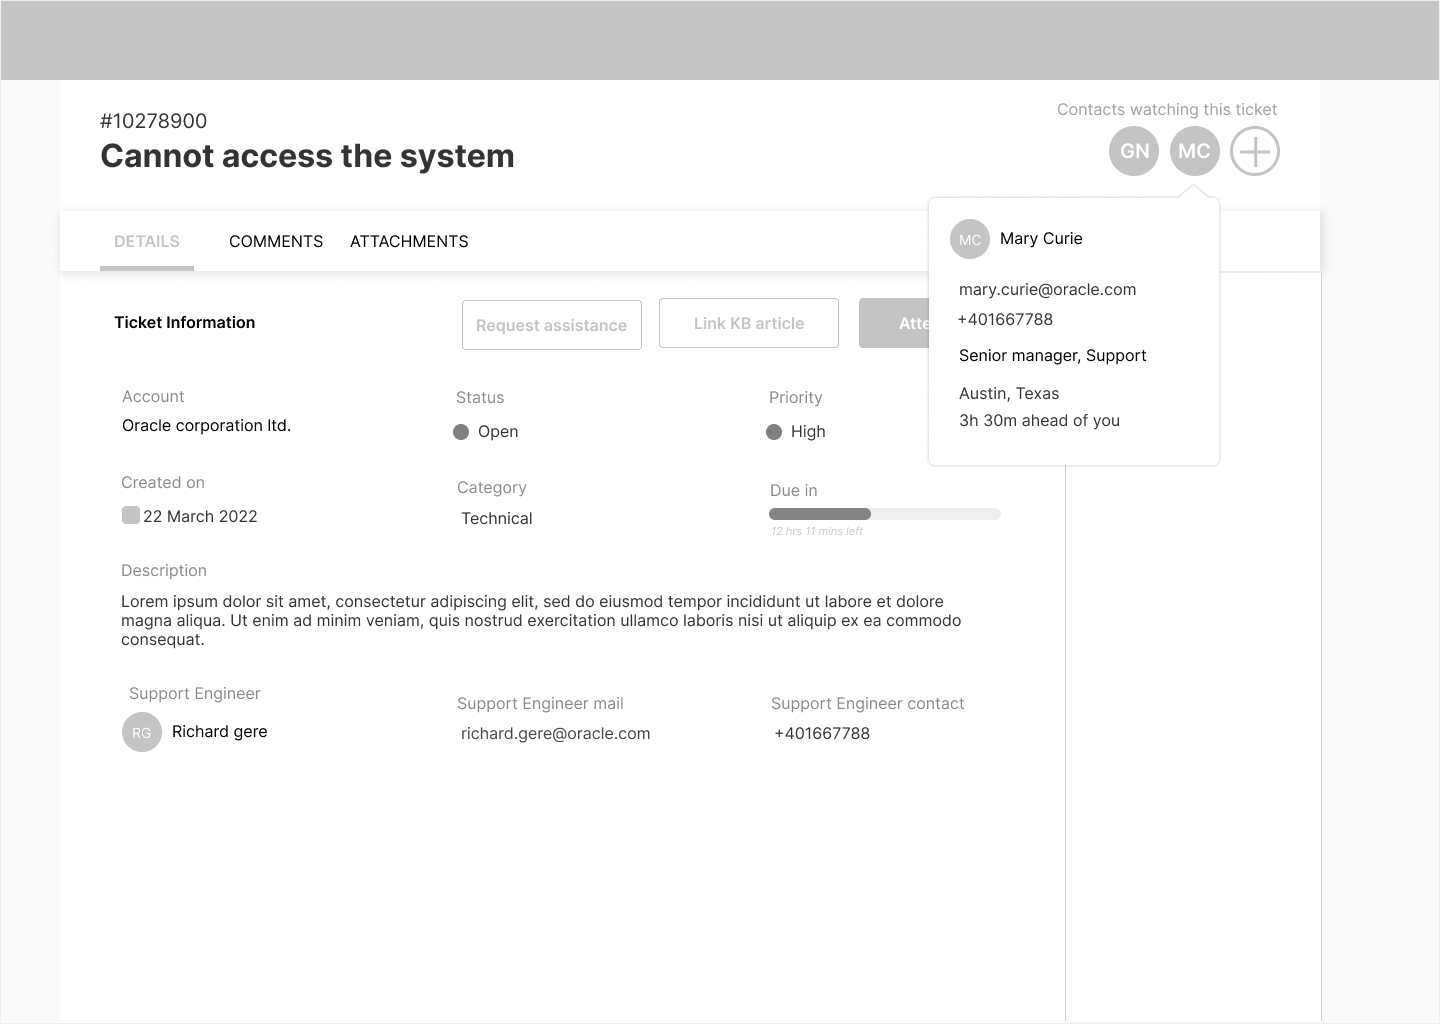 #10278900
Cannot access the system
Contacts watching this ticket
GN MC
DETAILS COMMENTS ATTACHMENTS
MC Mary Curie
mary.curie@oracle.com
+401667788
Senior manager, Support
Austin, Texas
3h 30m ahead of you
Ticket Information
Request assistance
Link KB article
Account
Oracle corporation ltd.
Status
Open
Priority
High
Created on
22 March 2022
Category
Technical
Due in
12 hrs 11 mins left
Description
Lorem ipsum dolor sit amet, consectetur adipiscing elit, sed do eiusmod tempor incididunt ut labore et dolore
magna aliqua. Ut enim ad minim veniam, quis nostrud exercitation ullamco laboris nisi ut aliquip ex ea commodo
consequat.
Support Engineer
RG Richard gere
Support Engineer mail
richard.gere@oracle.com
Support Engineer contact
+401667788